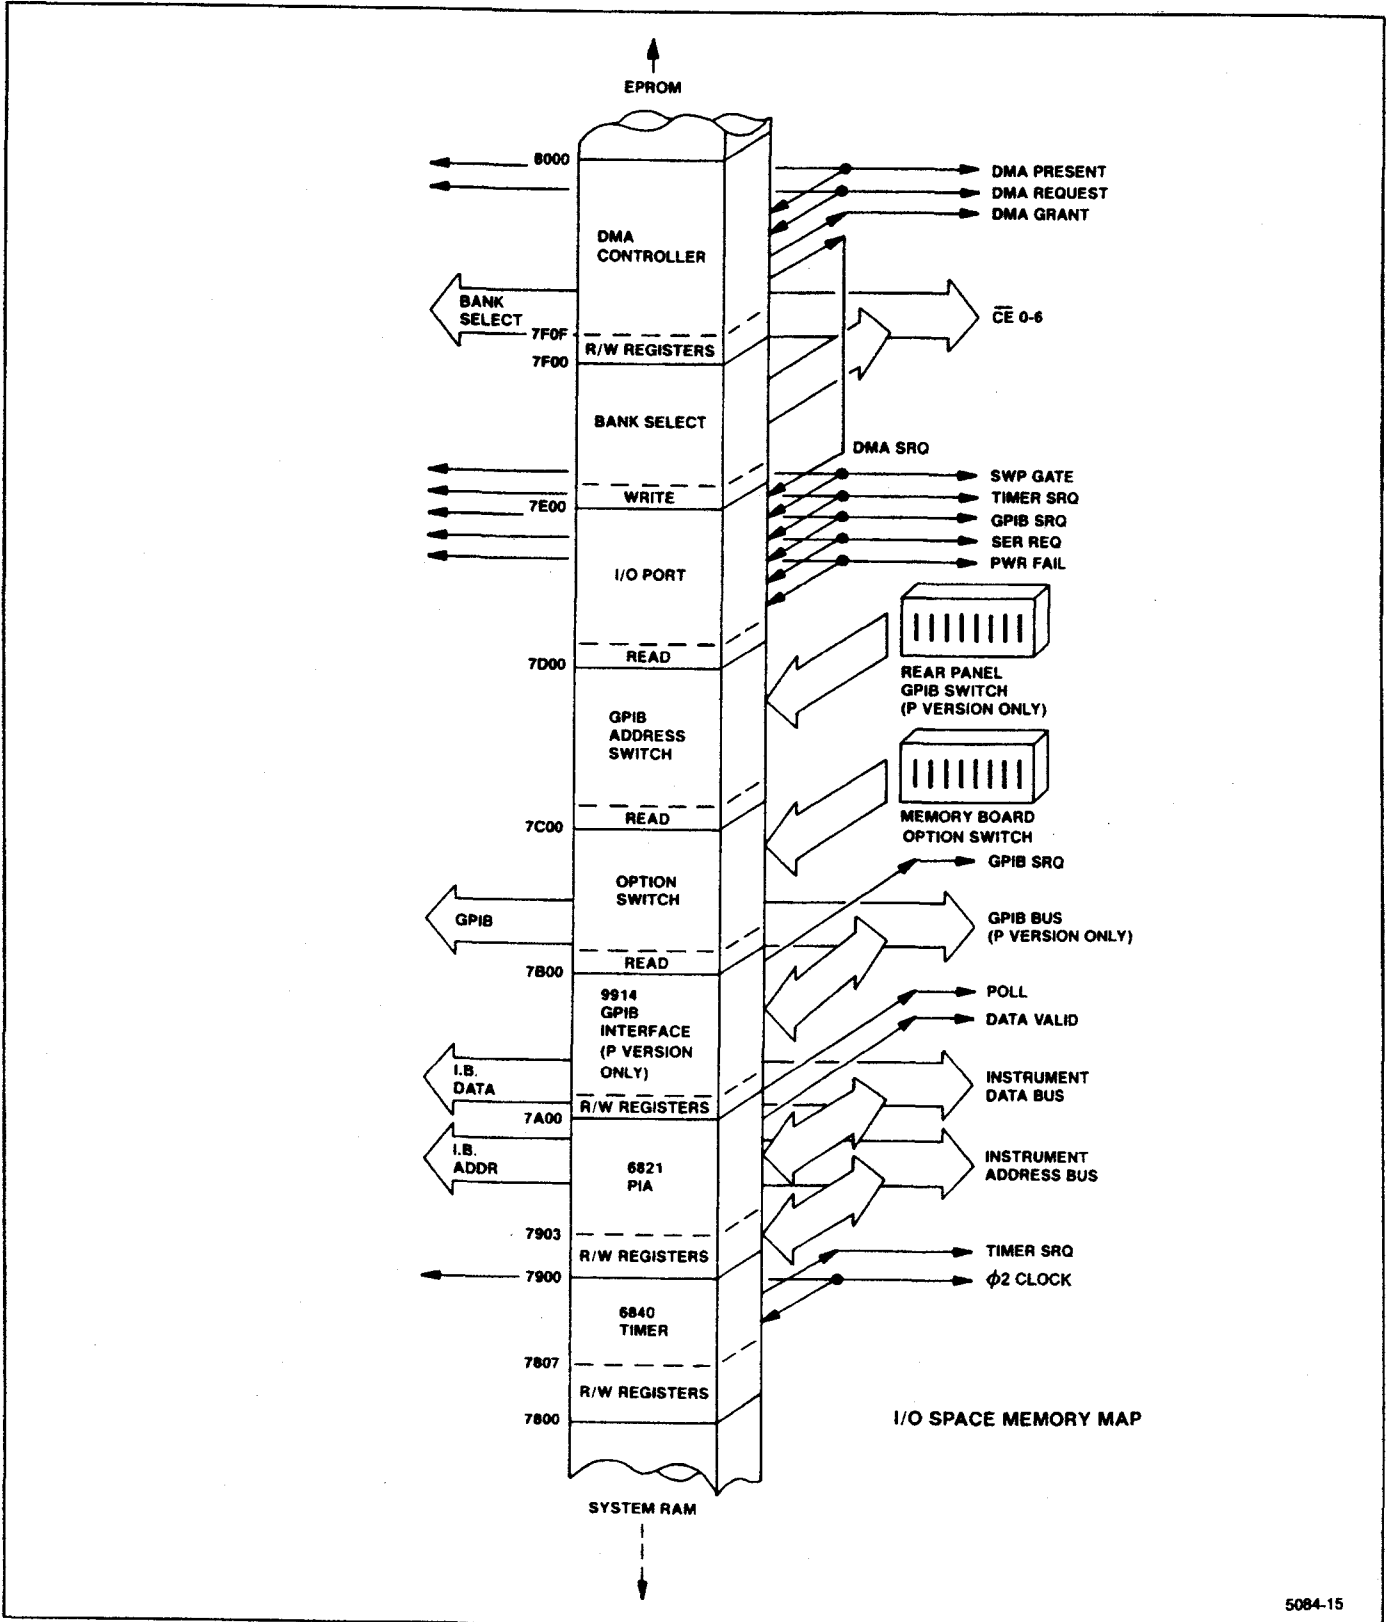 EPROM
8000
DMA PRESENT
DMA REQUEST
DMA GRANT
DMA
CONTROLLER
BANK
SELECT
CE 0-6
7F0F
R/W REGISTERS
7F00
BANK SELECT
DMA SRQ
SWP GATE
WRITE
TIMER SRQ
7E00
GPIB SRQ
SER REQ
PWR FAIL
I/O PORT
READ
7D00
REAR PANEL
GPIB SWITCH
(P VERSION ONLY)
GPIB
ADDRESS
SWITCH
READ
7C00
MEMORY BOARD
OPTION SWITCH
GPIB SRQ
OPTION
SWITCH
GPIB
GPIB BUS
(P VERSION ONLY)
READ
7B00
9914
GPIB
INTERFACE
(P VERSION
ONLY)
POLL
DATA VALID
I.B.
DATA
INSTRUMENT
DATA BUS
R/W REGISTERS
7A00
I.B.
ADDR
6821
PIA
INSTRUMENT
ADDRESS BUS
7903
R/W REGISTERS
TIMER SRQ
7900
ϕ2 CLOCK
6840
TIMER
7807
R/W REGISTERS
7800
I/O SPACE MEMORY MAP
SYSTEM RAM
5084-15